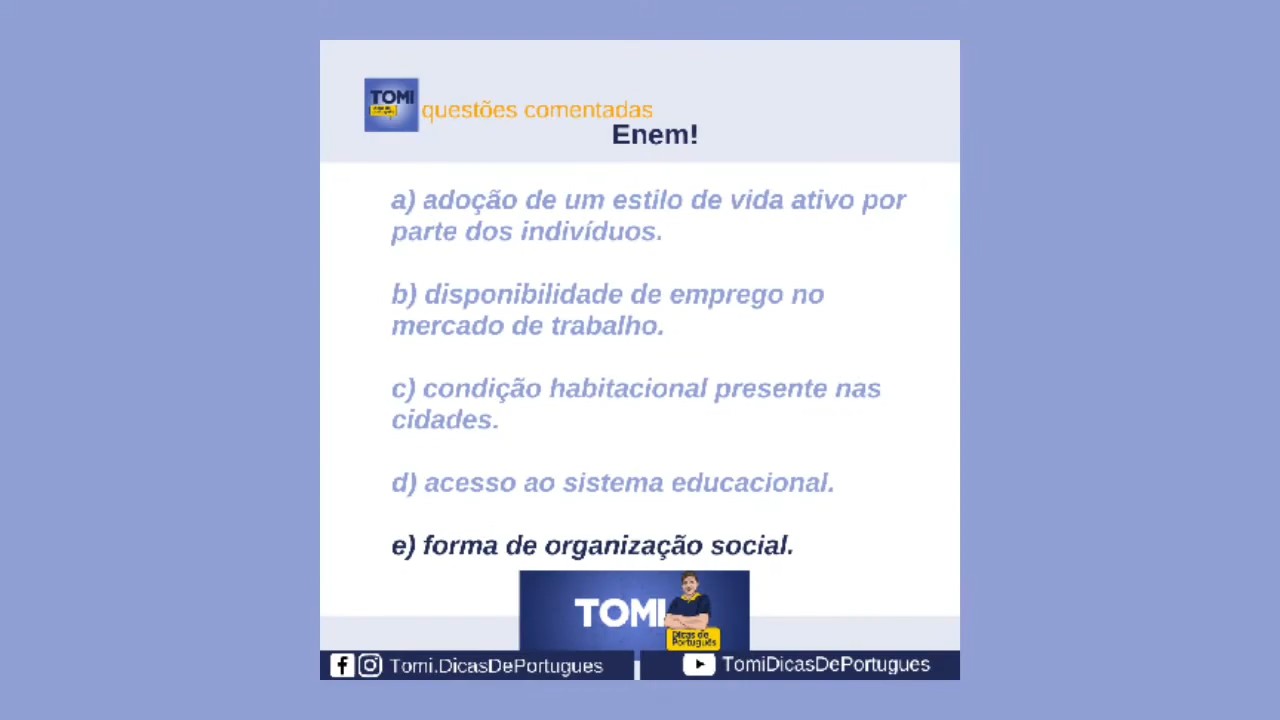 TOMI
questões comentadas
Enem!
a) adoção de um estilo de vida ativo por
parte dos indivíduos.
b) disponibilidade de emprego no
mercado de trabalho.
c) condição habitacional presente nas
cidades.
d) acesso ao sistema educacional.
e) forma de organização social.
TOMI
Dicas de
Português
Tomi.DicasDePortugues
TomiDicasDePortugues